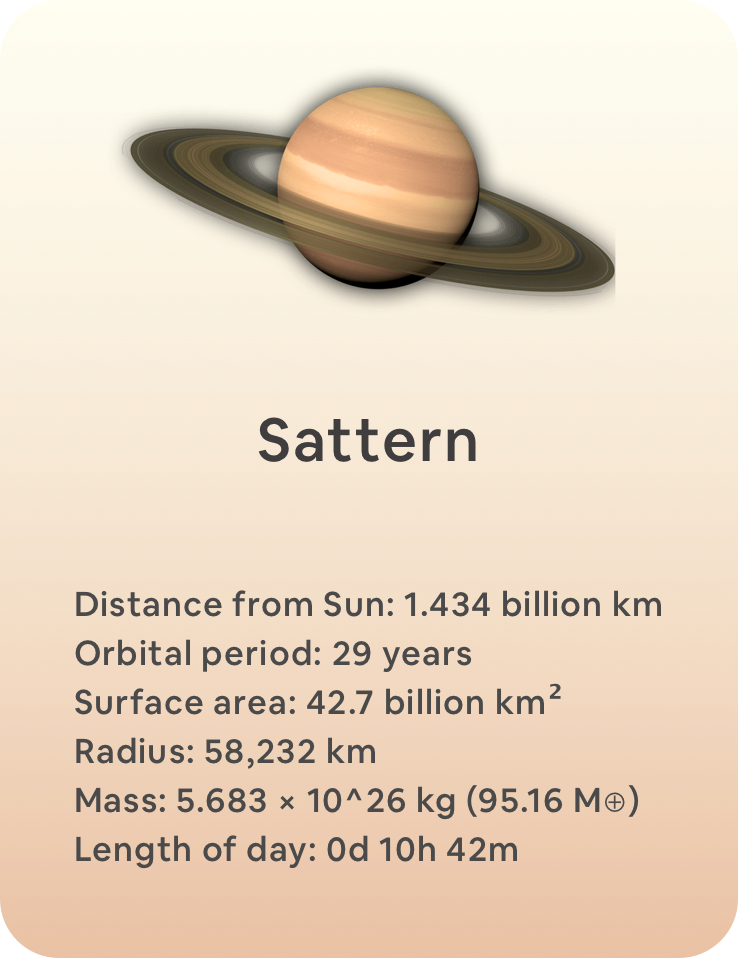 Sattern
Distance from Sun: 1.434 billion km
Orbital period: 29 years
Surface area: 42.7 billion km²
Radius: 58,232 km
Mass: 5.683 × 10^26 kg (95.16 M⊕)
Length of day: 0d 10h 42m